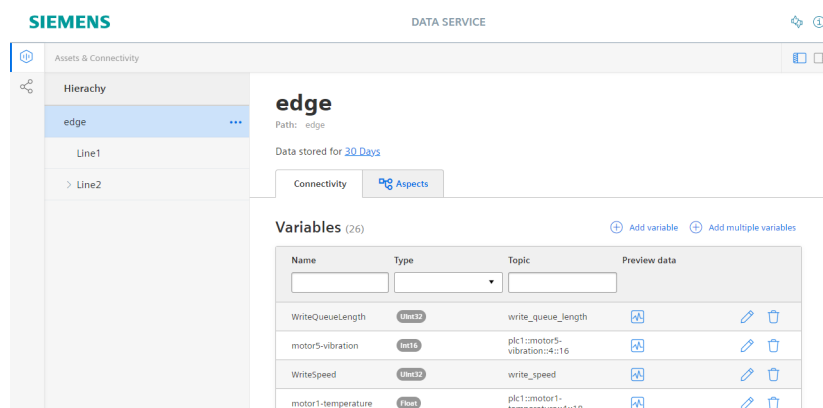 SIEMENS
DATA SERVICE
Assets & Connectivity
Hierachy
edge
Line1
Line2
edge
Path: edge
Data stored for 30 Days
Connectivity
Aspects
Variables (26)
Add variable
Add multiple variables
Name Type Topic Preview data
WriteQueueLength UInt32 write_queue_length
motor5-vibration Int16 plc1::motor5-
vibration::4::16
WriteSpeed UInt32 write_speed
motor1-temperature Float plc1::motor1-